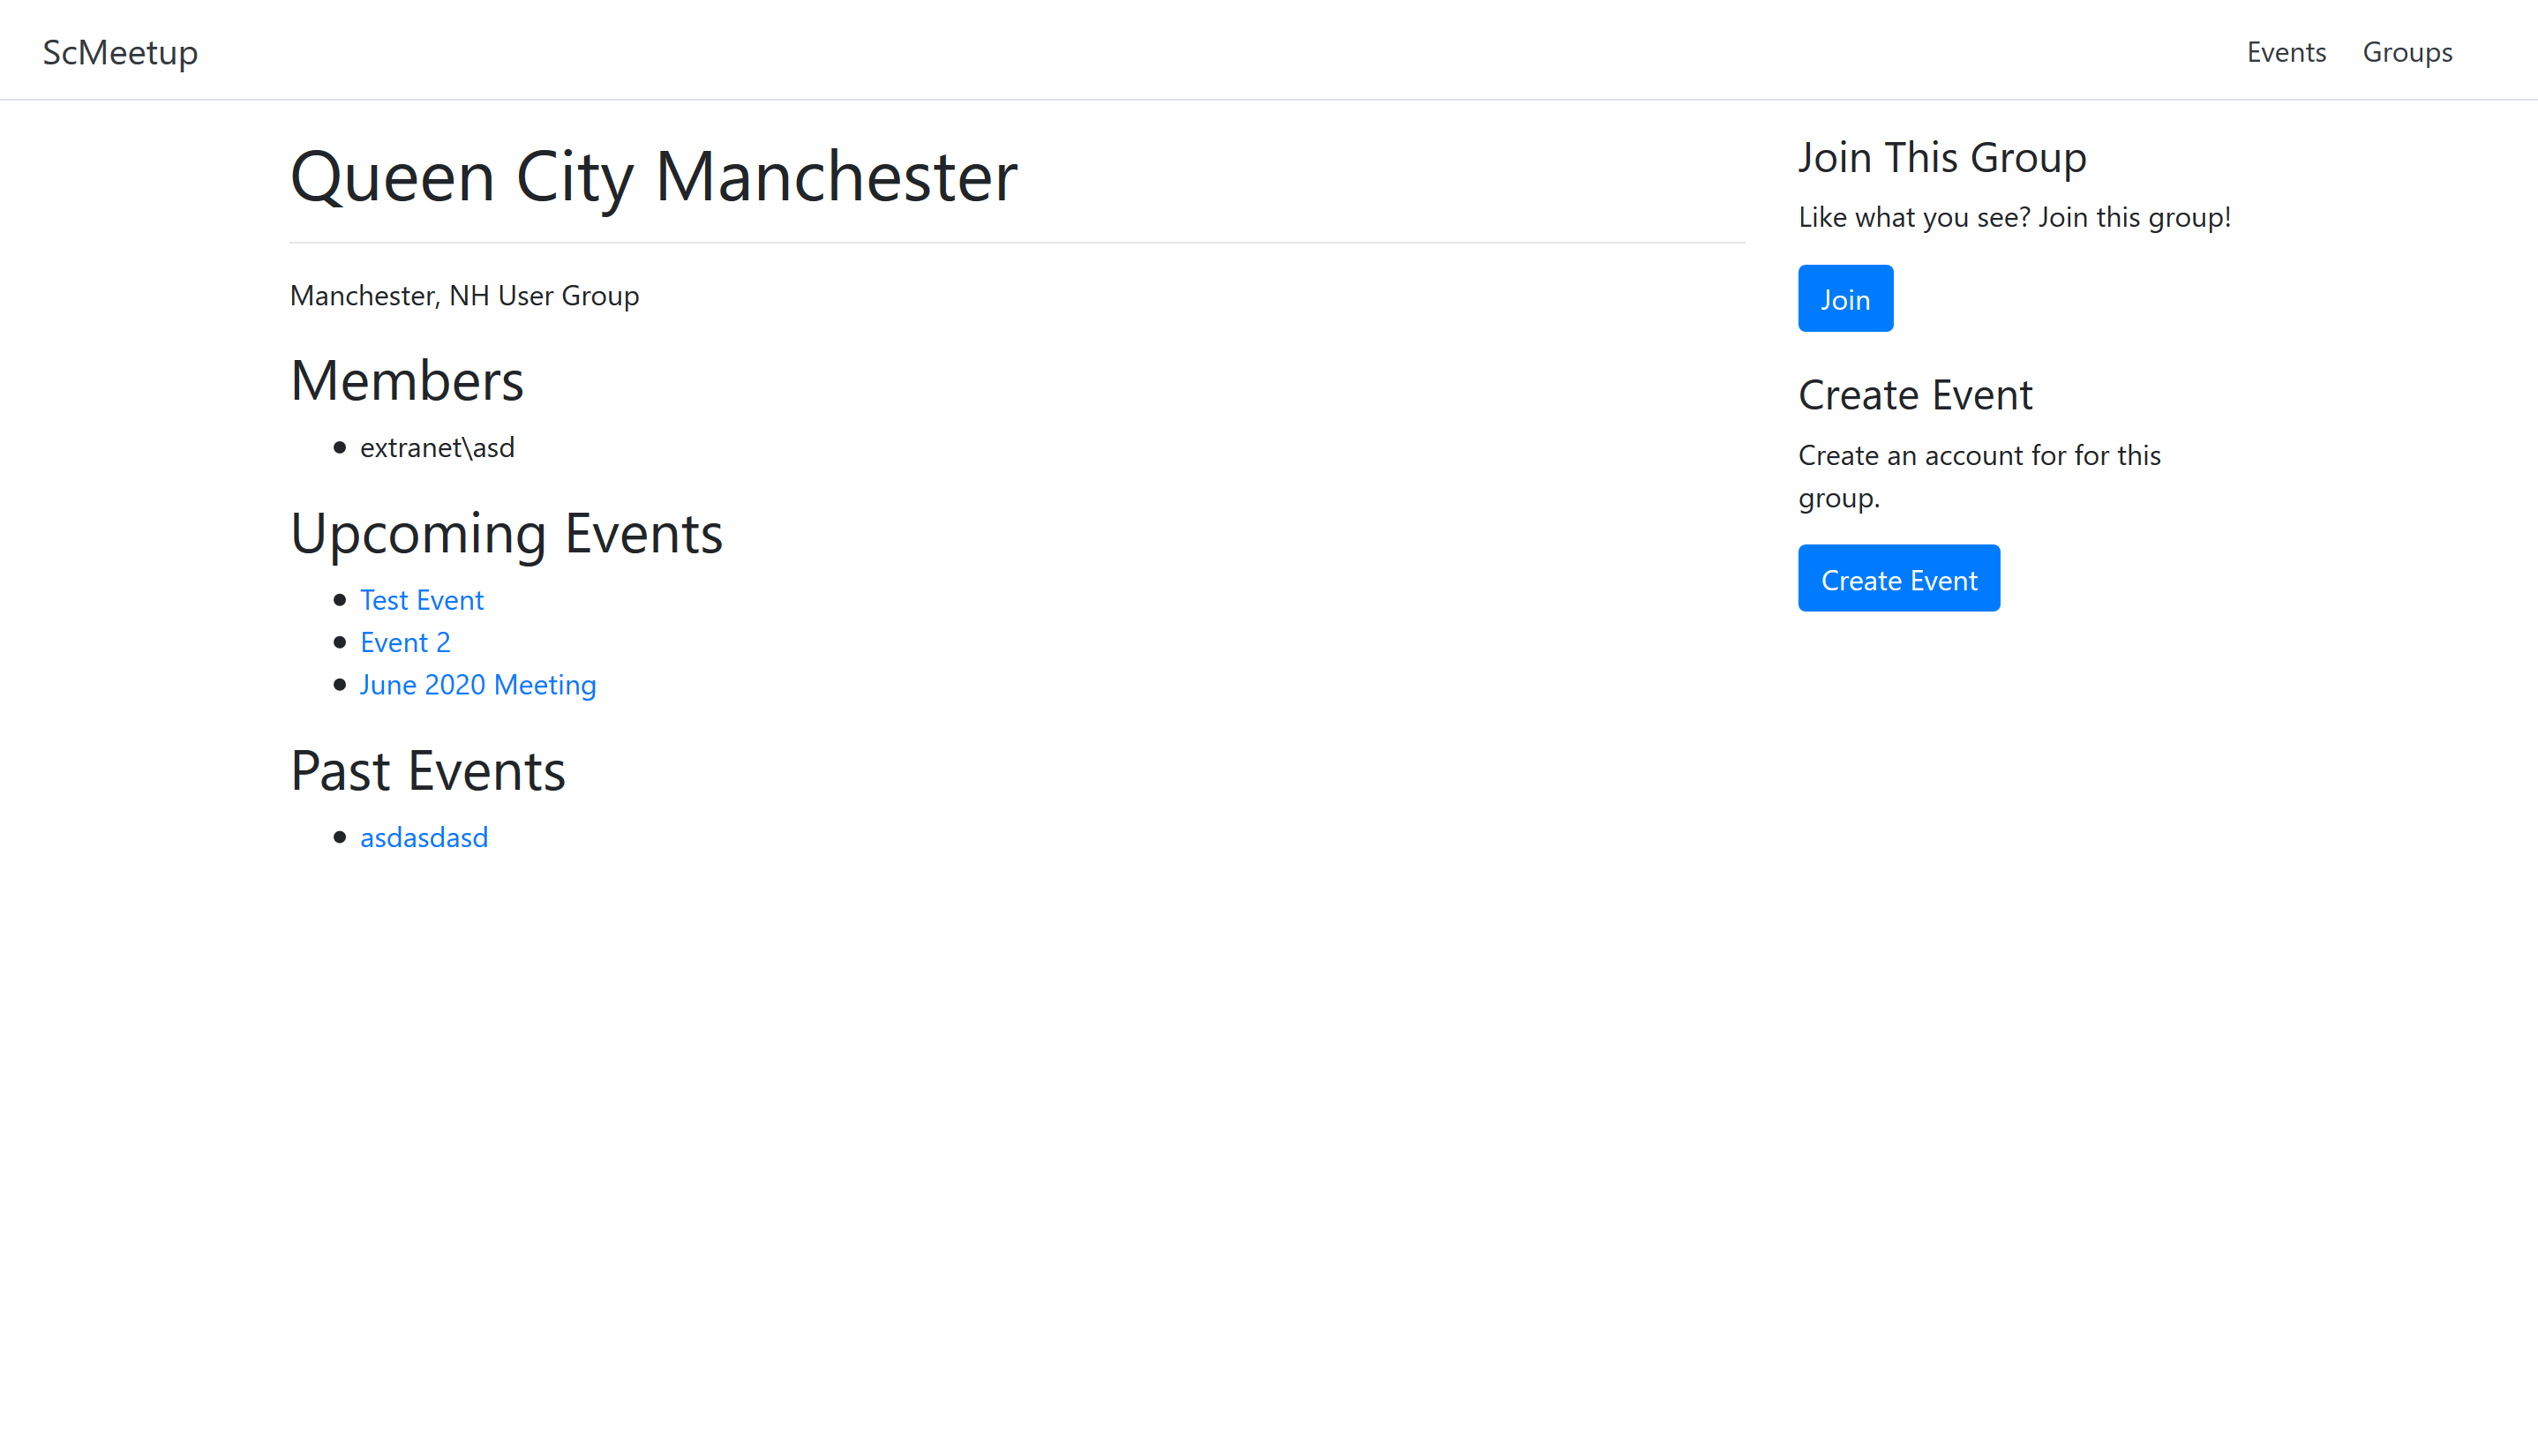 ScMeetup
Events
Groups
Queen City Manchester
Manchester, NH User Group
Members
extranet\asd
Upcoming Events
Test Event
Event 2
June 2020 Meeting
Past Events
asdasdasd
Join This Group
Like what you see? Join this group!
Join
Create Event
Create an account for for this
group.
Create Event